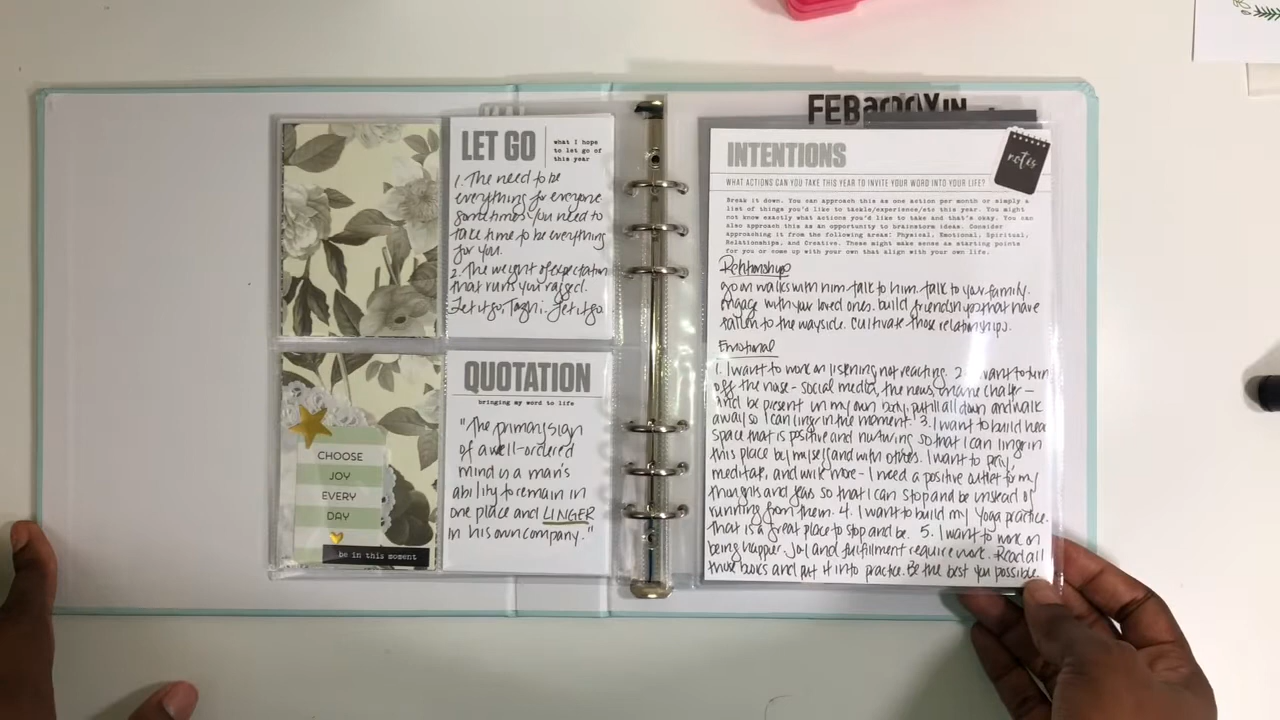 LET GO
what I hope
to let go of
this year
1. The need to be
everything for everyone
sometimes you need to
take time to be everything
for you.
2. The weight of expectation
that runs you ragged.
Let it go, Tazhi. Let it go.
CHOOSE
JOY
EVERY
DAY
be in this moment
QUOTATION
bringing my word to life
"The primary sign
of a well-ordered
mind is a man's
ability to remain in
one place and LINGER
in his own company."
FEB
INTENTIONS
notes
WHAT ACTIONS CAN YOU TAKE THIS YEAR TO INVITE YOUR WORD INTO YOUR LIFE?
Break it down. You can approach this as one action per month or simply a
list of things you'd like to tackle/experience/etc this year. You might
not know exactly what actions you'd like to take and that's okay. You can
also approach this as an opportunity to brainstorm ideas. Consider
approaching it from the following areas: Physical, Emotional, Spiritual,
Relationships, and Creative. These might make sense as starting points
for you or come up with your own that align with your own life.
Relationships
go on walks with him. talk to him. talk to your family.
engage with your loved ones. build friendships that have
fallen to the wayside. cultivate those relationships.
Emotional
1. I want to work on listening not reacting. 2. I want to turn
off the noise - social media, the news, online chatter -
and be present in my own body. put it all down and walk
away so I can linger in the moment. 3. I want to build head
space that is positive and nurturing so that I can linger in
this place by myself and with others. I want to pray,
meditate, and walk more - I need a positive outlet for my
thoughts and fears so that I can stop and be instead of
running from them. 4. I want to build my yoga practice.
that is a great place to stop and be. 5. I want to work on
being happier. Joy and fulfillment require work. Read all
those books and put it into practice. Be the best you possible.